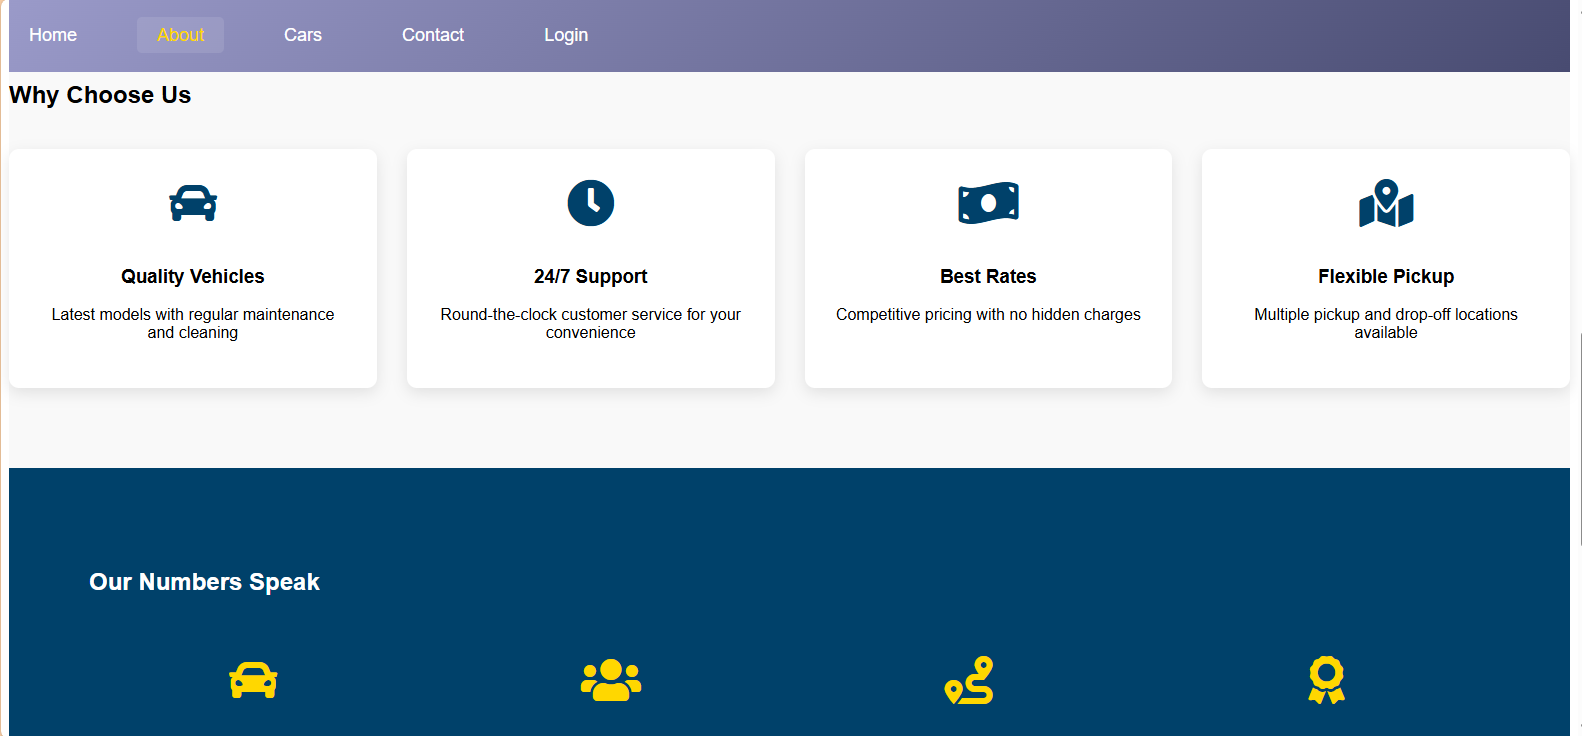 Home About Cars Contact Login
Why Choose Us
Quality Vehicles
Latest models with regular maintenance
and cleaning
24/7 Support
Round-the-clock customer service for your
convenience
Best Rates
Competitive pricing with no hidden charges
Flexible Pickup
Multiple pickup and drop-off locations
available
Our Numbers Speak